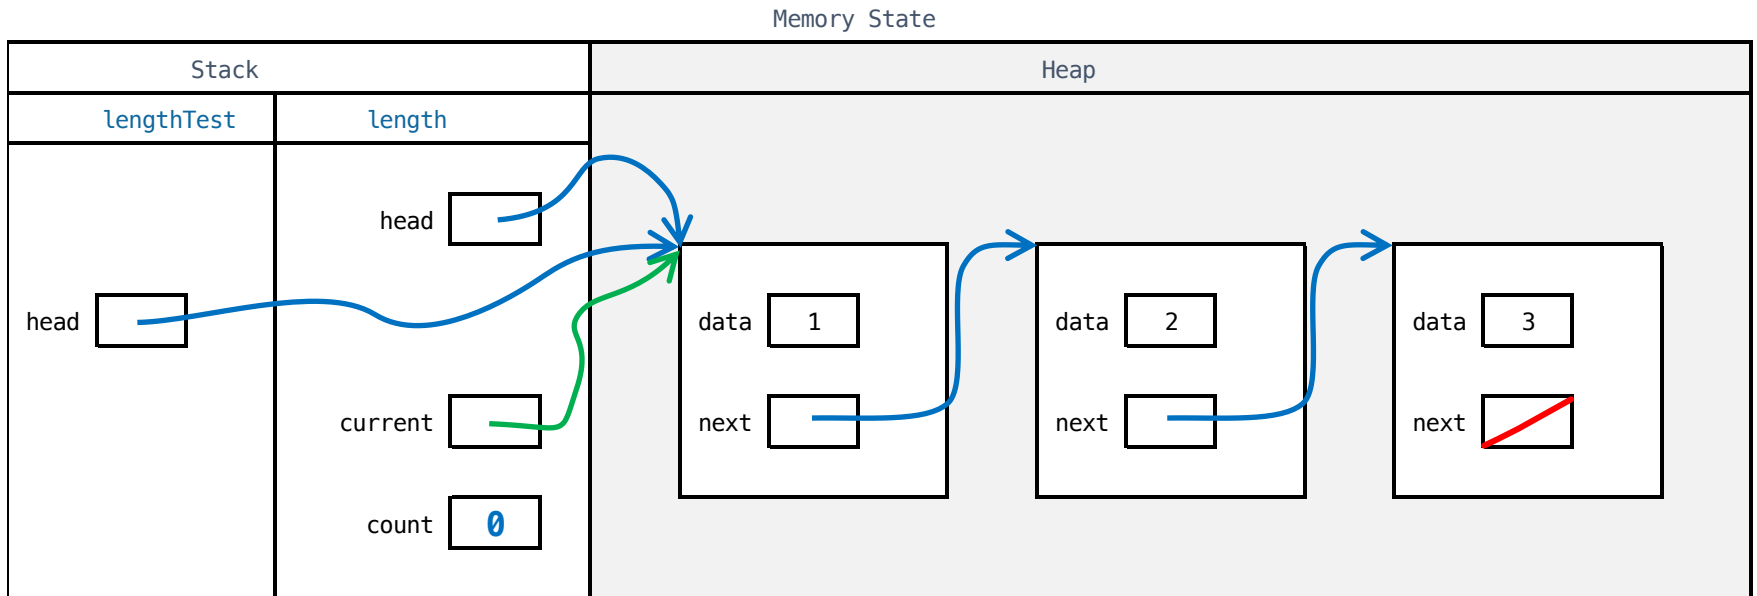 Memory State
Stack
Heap
lengthTest
length
head
head
data 1
data 2
data 3
current
next
next
next
count 0